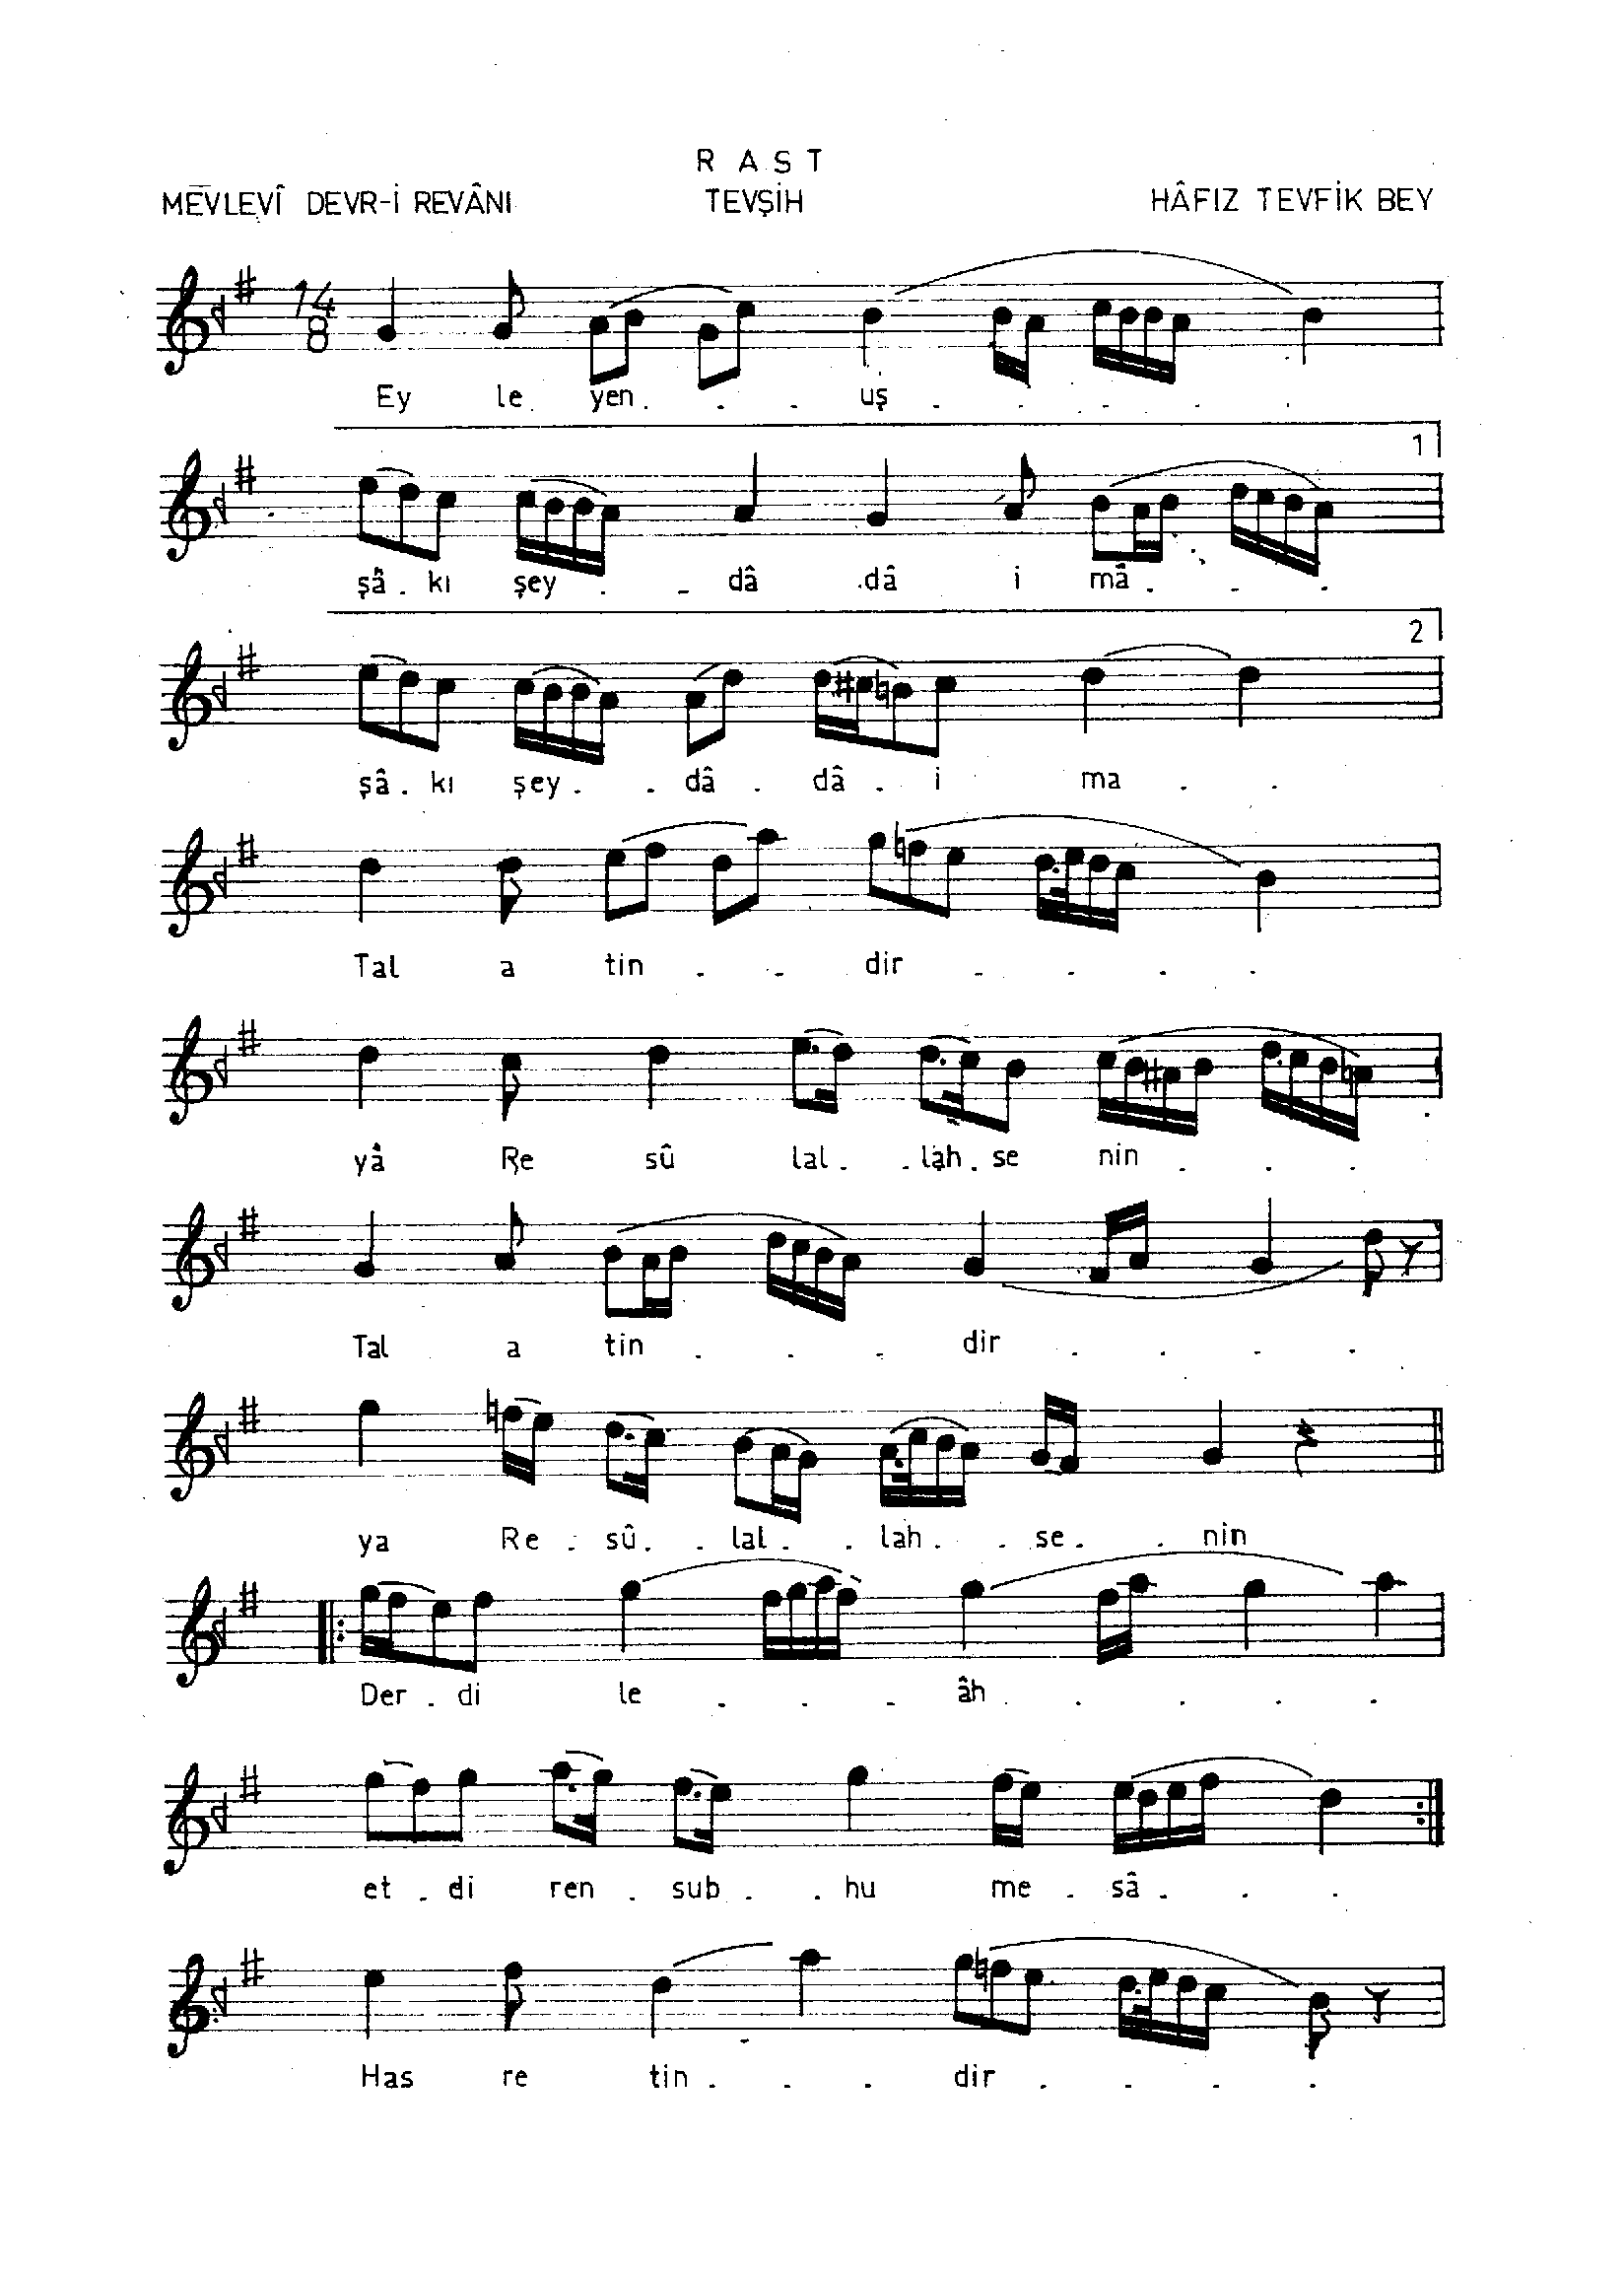 R A S T
MEVLEVÎ DEVR-İ REVÂNI TEVŞİH HÂFIZ TEVFİK BEY
14
8
Ey le yen . . . uş . . . . .
1
şâ . kı şey . . dâ dâ i mâ . . .
2
şâ . kı şey . . dâ . dâ . i ma . .
Tal a tin . . dir . . . .
yâ Re sû lal . . lah . se nin . . .
Tal a tin . . . dir . . . .
ya Re . sû . . lal . . lah . . se . . nin
Der . di le . . . âh . . . .
et . di ren . sub . . hu me . sâ . . .
Has re tin . . . dir . . . .